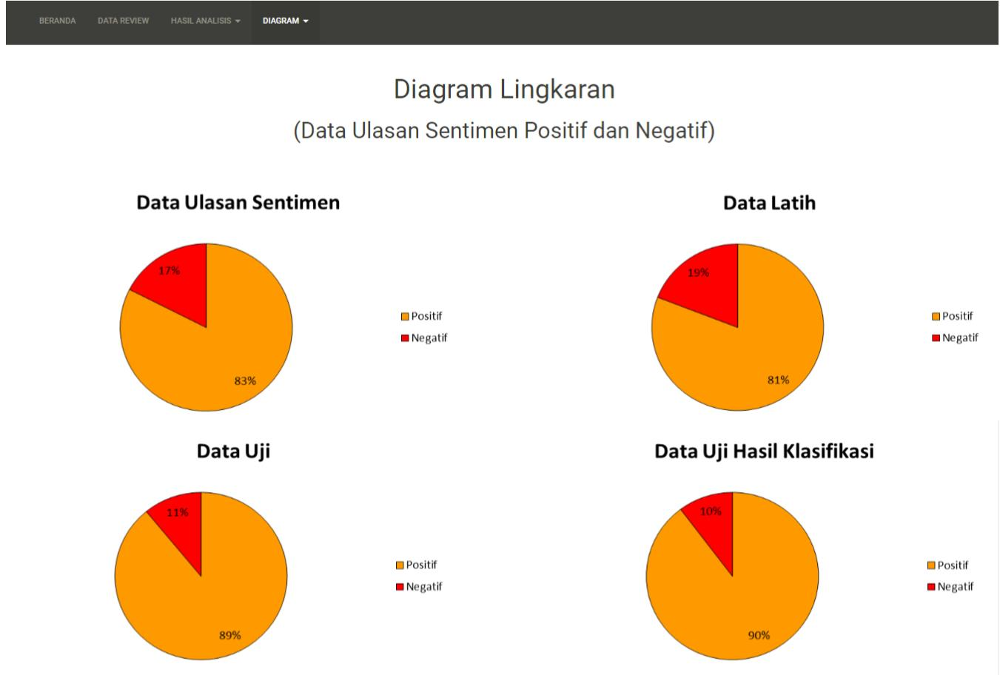 BERANDA DATA REVIEW HASIL ANALISIS DIAGRAM
Diagram Lingkaran
(Data Ulasan Sentimen Positif dan Negatif)
Data Ulasan Sentimen
17%
83%
Positif
Negatif
Data Latih
19%
81%
Positif
Negatif
Data Uji
11%
89%
Positif
Negatif
Data Uji Hasil Klasifikasi
10%
90%
Positif
Negatif